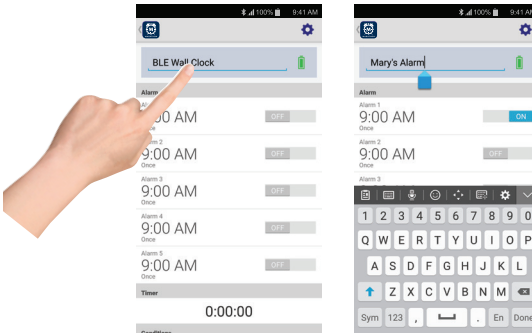 100% 9:41 AM
BLE Wall Clock
Alarm
9:00 AM
OFF
Once
Alarm 2
9:00 AM
OFF
Once
Alarm 3
9:00 AM
OFF
Once
Alarm 4
9:00 AM
OFF
Once
Alarm 5
9:00 AM
OFF
Once
Timer
0:00:00
Conditions
100% 9:41 AM
Mary's Alarm
Alarm
Alarm 1
9:00 AM
ON
Once
Alarm 2
9:00 AM
OFF
Once
Alarm 3
1 2 3 4 5 6 7 8 9 0
Q W E R T Y U I O P
A S D F G H J K L
Z X C V B N M
Sym 123 , . En Done